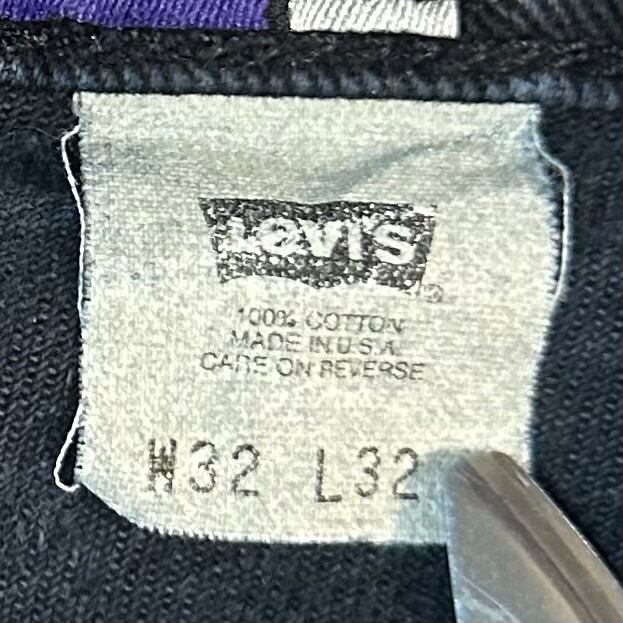 LEVI'S ®
100% COTTON
MADE IN U.S.A.
CARE ON REVERSE
W32 L32